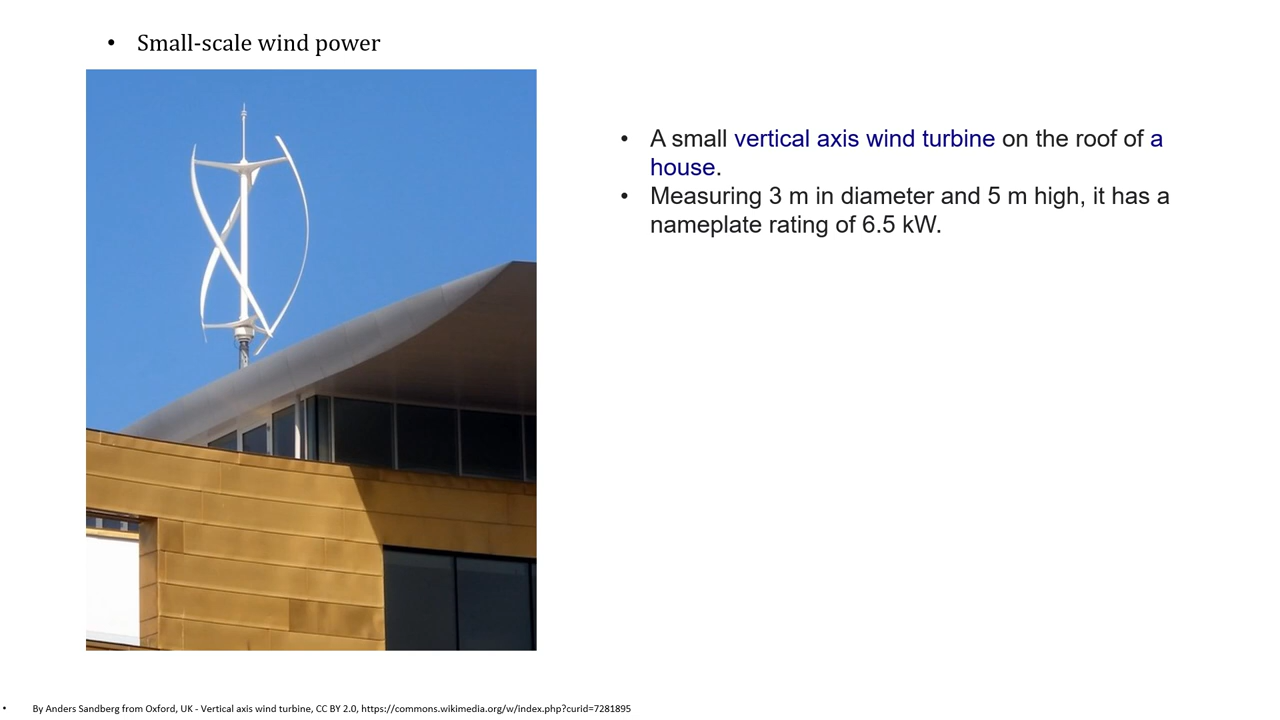 • Small-scale wind power
• A small vertical axis wind turbine on the roof of a
house.
• Measuring 3 m in diameter and 5 m high, it has a
nameplate rating of 6.5 kW.
• By Anders Sandberg from Oxford, UK - Vertical axis wind turbine, CC BY 2.0, https://commons.wikimedia.org/w/index.php?curid=7281895